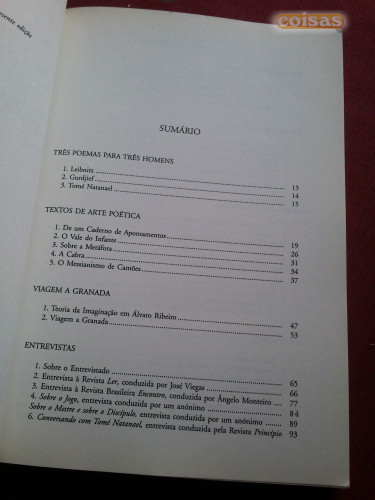 coisas
esente edição
SUMÁRIO
TRÊS POEMAS PARA TRÊS HOMENS
1. Leibnitz 13
2. Gurdjief 14
3. Tomé Natanael 15
TEXTOS DE ARTE POÉTICA
1. De um Caderno de Apontamentos 19
2. O Vale do Infante 26
3. Sobre a Metáfora 31
4. A Cabra 34
5. O Messianismo de Camões 37
VIAGEM A GRANADA
1. Teoria da Imaginação em Álvaro Ribeiro 47
2. Viagem a Granada 53
ENTREVISTAS
1. Sobre o Entrevistado 65
2. Entrevista à Revista Ler, conduzida por José Viegas 66
3. Entrevista à Revista Brasileira Encontro, conduzida por Ângelo Monteiro 77
4. Sobre o Jogo, entrevista conduzida por um anónimo 84
Sobre o Mestre e sobre o Discípulo, entrevista conduzida por um anónimo 89
6. Conversando com Tomé Natanael, entrevista conduzida pela Revista Princípio 93